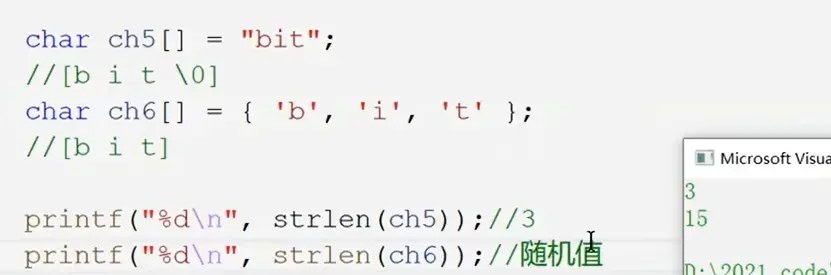 char ch5[] = "bit";
//[b i t \0]
char ch6[] = { 'b', 'i', 't' };
//[b i t]
printf("%d\n", strlen(ch5));//3
printf("%d\n", strlen(ch6));//随机值
Microsoft Visua
3
15
D:\2021_code